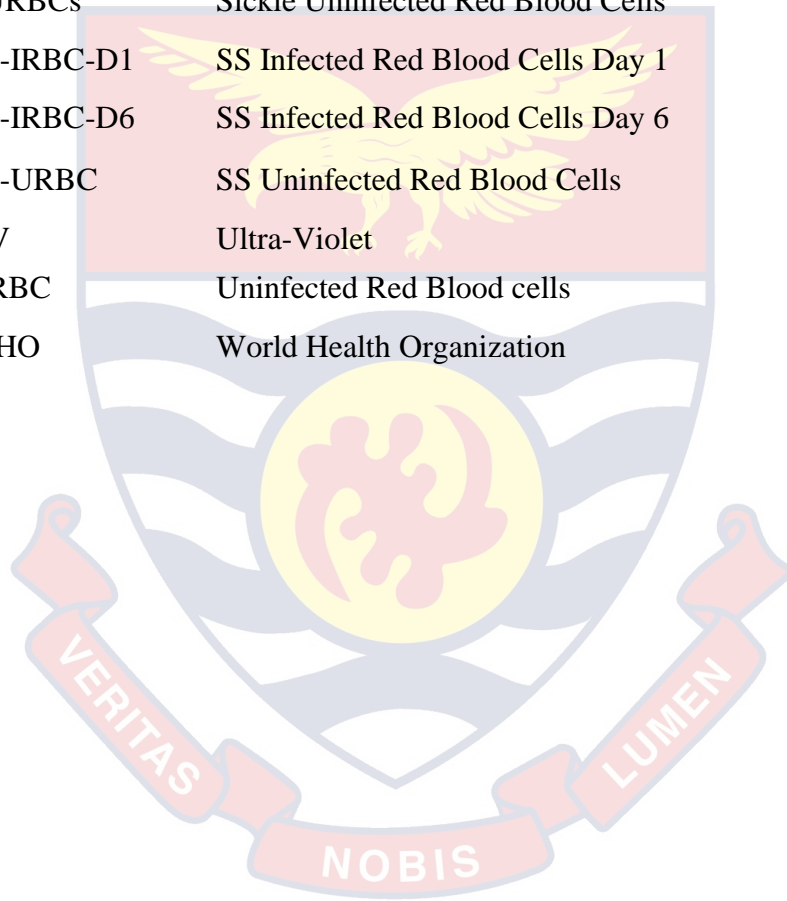 URBCs Sickle Uninfected Red Blood Cells
-IRBC-D1 SS Infected Red Blood Cells Day 1
-IRBC-D6 SS Infected Red Blood Cells Day 6
-URBC SS Uninfected Red Blood Cells
V Ultra-Violet
RBC Uninfected Red Blood cells
HO World Health Organization
VERITAS
NOBIS
LUMEN